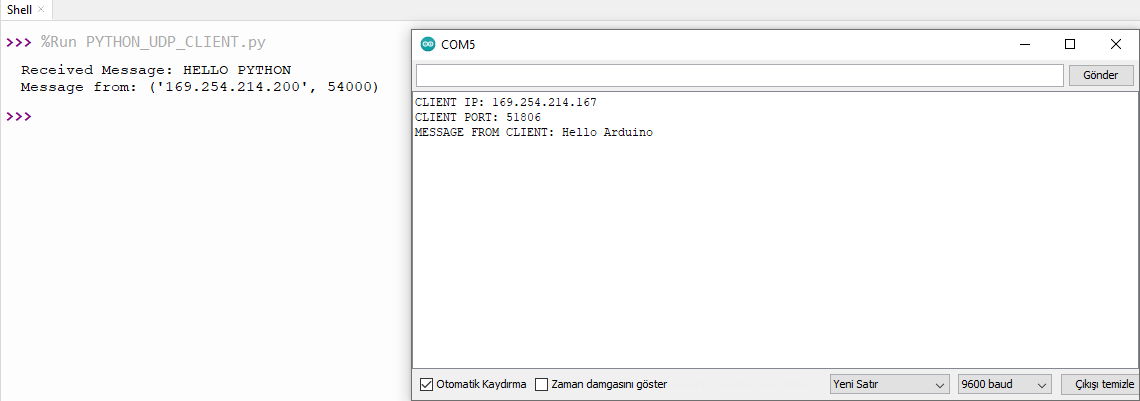 Shell
>>> %Run PYTHON_UDP_CLIENT.py
Received Message: HELLO PYTHON
Message from: ('169.254.214.200', 54000)
>>>
COM5
Gönder
CLIENT IP: 169.254.214.167
CLIENT PORT: 51806
MESSAGE FROM CLIENT: Hello Arduino
Otomatik Kaydırma Zaman damgasını göster Yeni Satır 9600 baud Çıkışı temizle